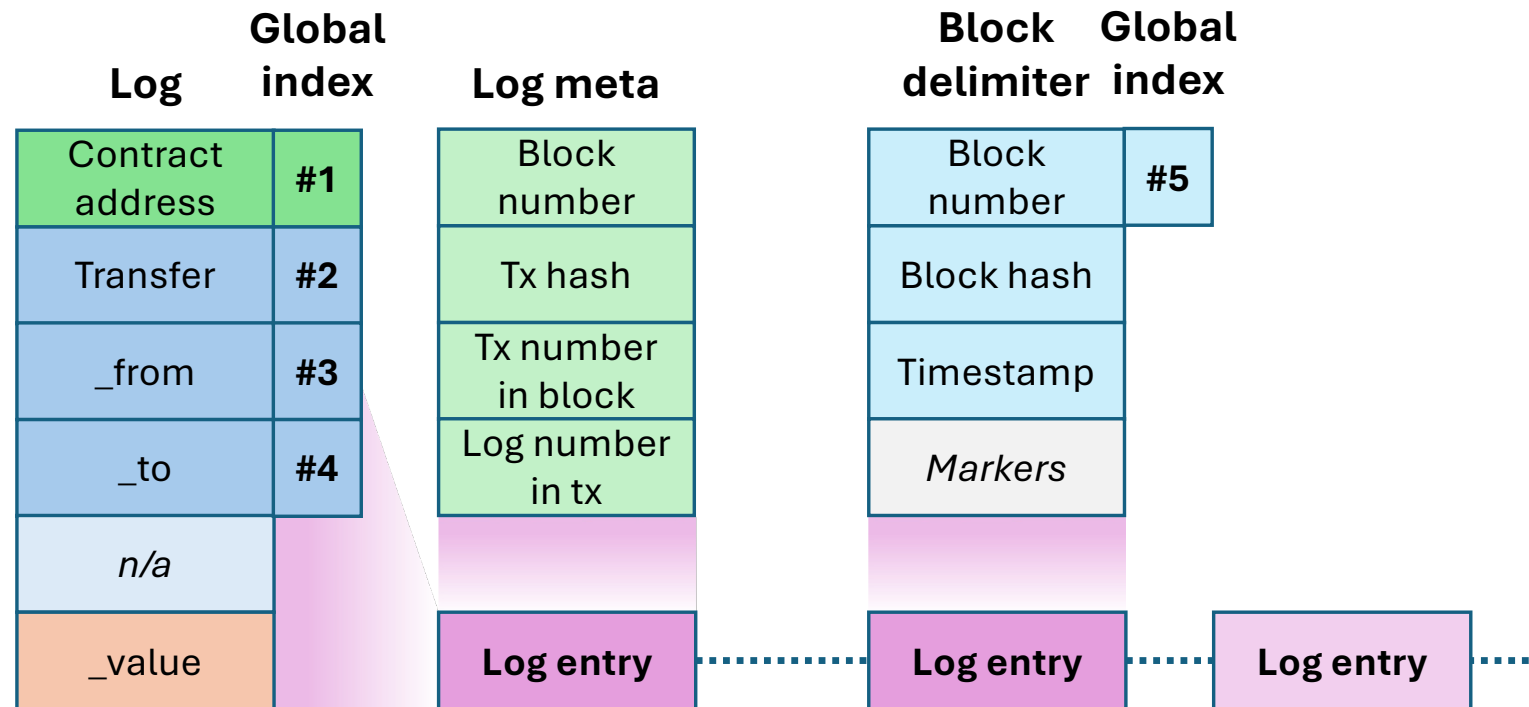 Log
Global
index
Log meta
Block
delimiter
Global
index
Contract
address
#1
Transfer
#2
_from
#3
_to
#4
n/a
_value
Block
number
Tx hash
Tx number
in block
Log number
in tx
Log entry
Block
number
#5
Block hash
Timestamp
Markers
Log entry
Log entry